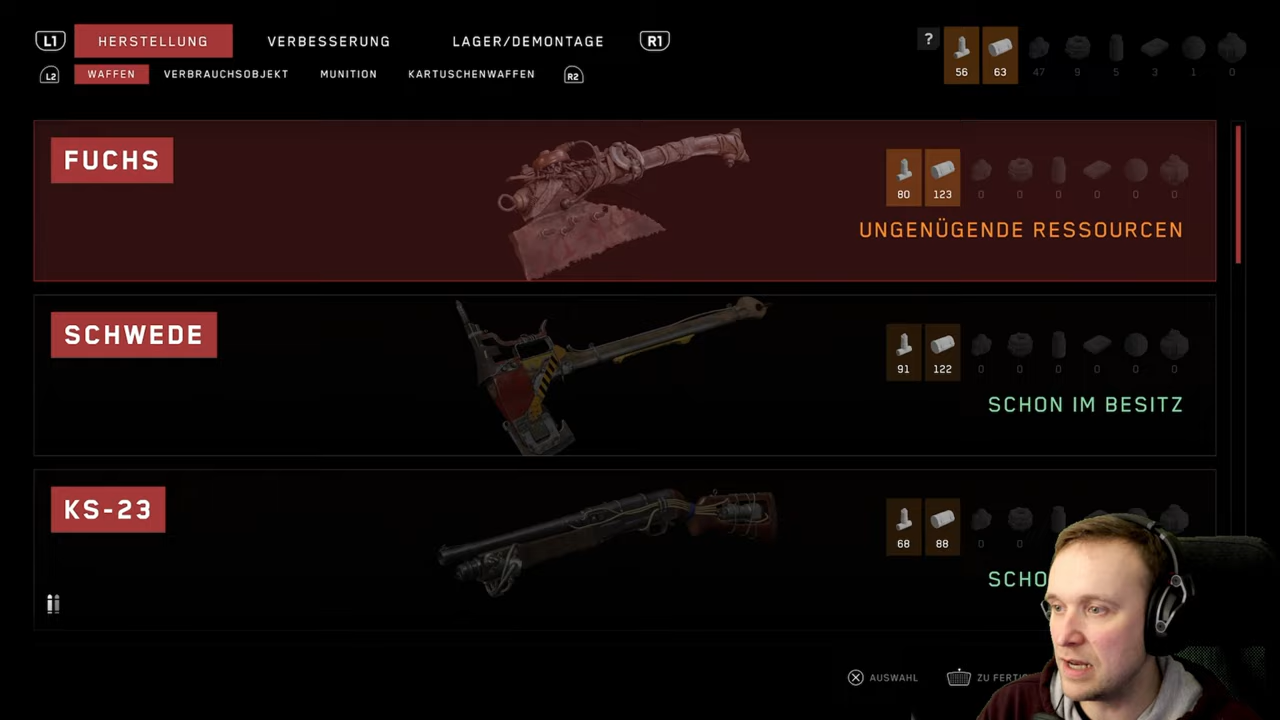 L1 HERSTELLUNG VERBESSERUNG LAGER/DEMONTAGE R1
L2 WAFFEN VERBRAUCHSOBJEKT MUNITION KARTUSCHENWAFFEN R2
? 56 63 47 9 5 3 1 0
FUCHS
80 123 0 0 0 0 0 0
UNGENÜGENDE RESSOURCEN
SCHWEDE
91 122 0 0 0 0 0 0
SCHON IM BESITZ
KS-23
68 88 0 0
SCHO
AUSWAHL ZU FERTIG